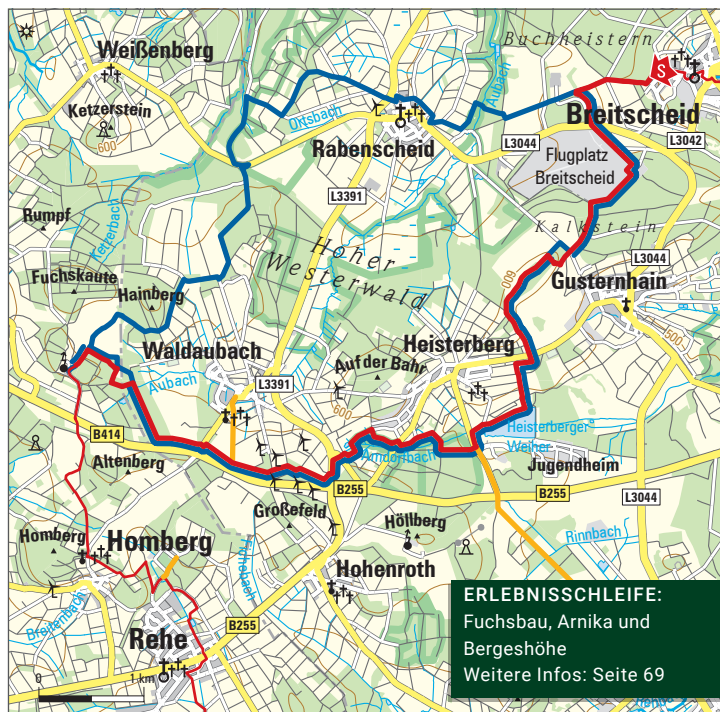 Buchheistern
Weißenberg
S
Ketzerstein
Ortsbach
Aubach
Breitscheid
600
Rabenscheid
L3044
L3042
Flugplatz
Breitscheid
Ketzerbach
L3391
Rumpf
Kalkstein
Hoher
Westerwald
L3044
Fuchskaute
600
Gusternhain
Hainberg
600
Waldaubach
Heisterberg
Auf der Bahr
Aubach
L3391
600
B414
Heisterberger
Weiher
Amdorfbach
Altenberg
Jugendheim
B255
B255
L3044
Großefeld
Höllberg
Homberg
Homberg
Rinnbach
Hohenroth
Breitenbach
ERLEBNISSCHLEIFE:
Fuchsbau, Arnika und
Bergeshöhe
Weitere Infos: Seite 69
Rehe
B255
0
1 km